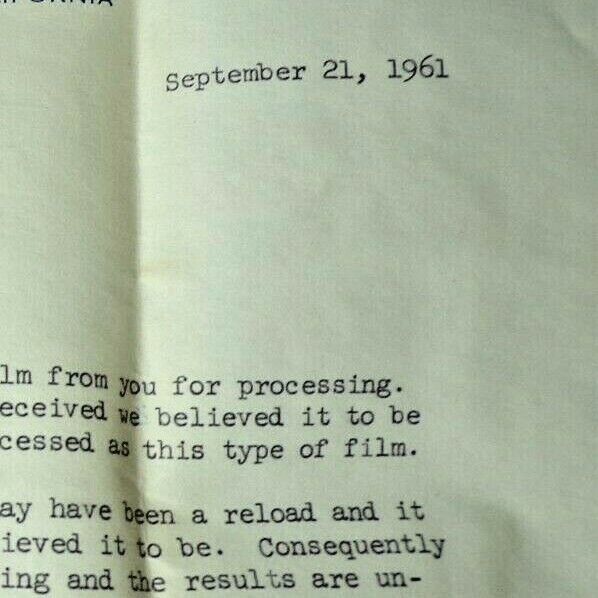 September 21, 1961
lm from you for processing.
eceived we believed it to be
cessed as this type of film.
ay have been a reload and it
ieved it to be. Consequently
ing and the results are un-